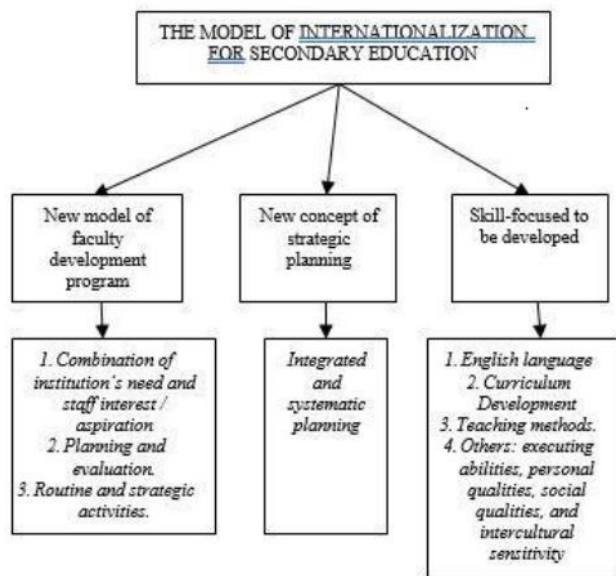 THE MODEL OF INTERNATIONALIZATION
FOR SECONDARY EDUCATION
New model of
faculty
development
program
New concept of
strategic
planning
Skill-focused to
be developed
1. Combination of
institution's need and
staff interest /
aspiration
2. Planning and
evaluation.
3. Routine and strategic
activities.
Integrated
and
systematic
planning
1. English language
2. Curriculum
Development
3. Teaching methods.
4. Others: executing
abilities, personal
qualities, social
qualities, and
intercultural
sensitivity